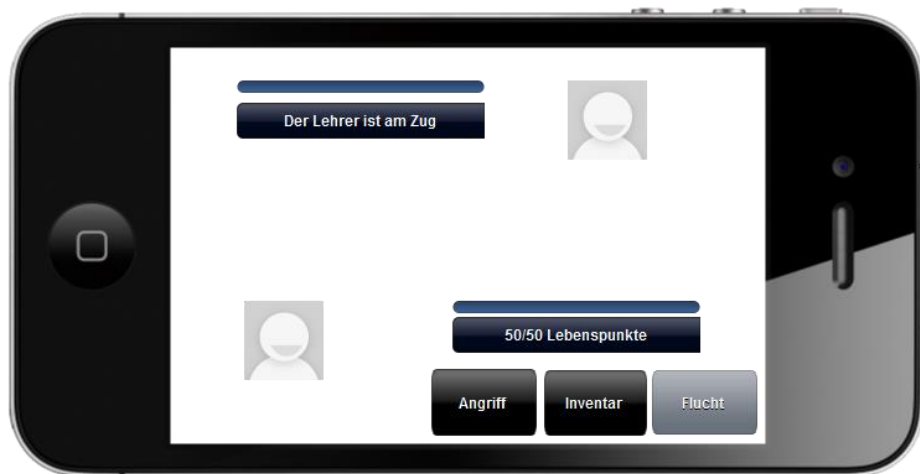 Der Lehrer ist am Zug
50/50 Lebenspunkte
Angriff Inventar Flucht